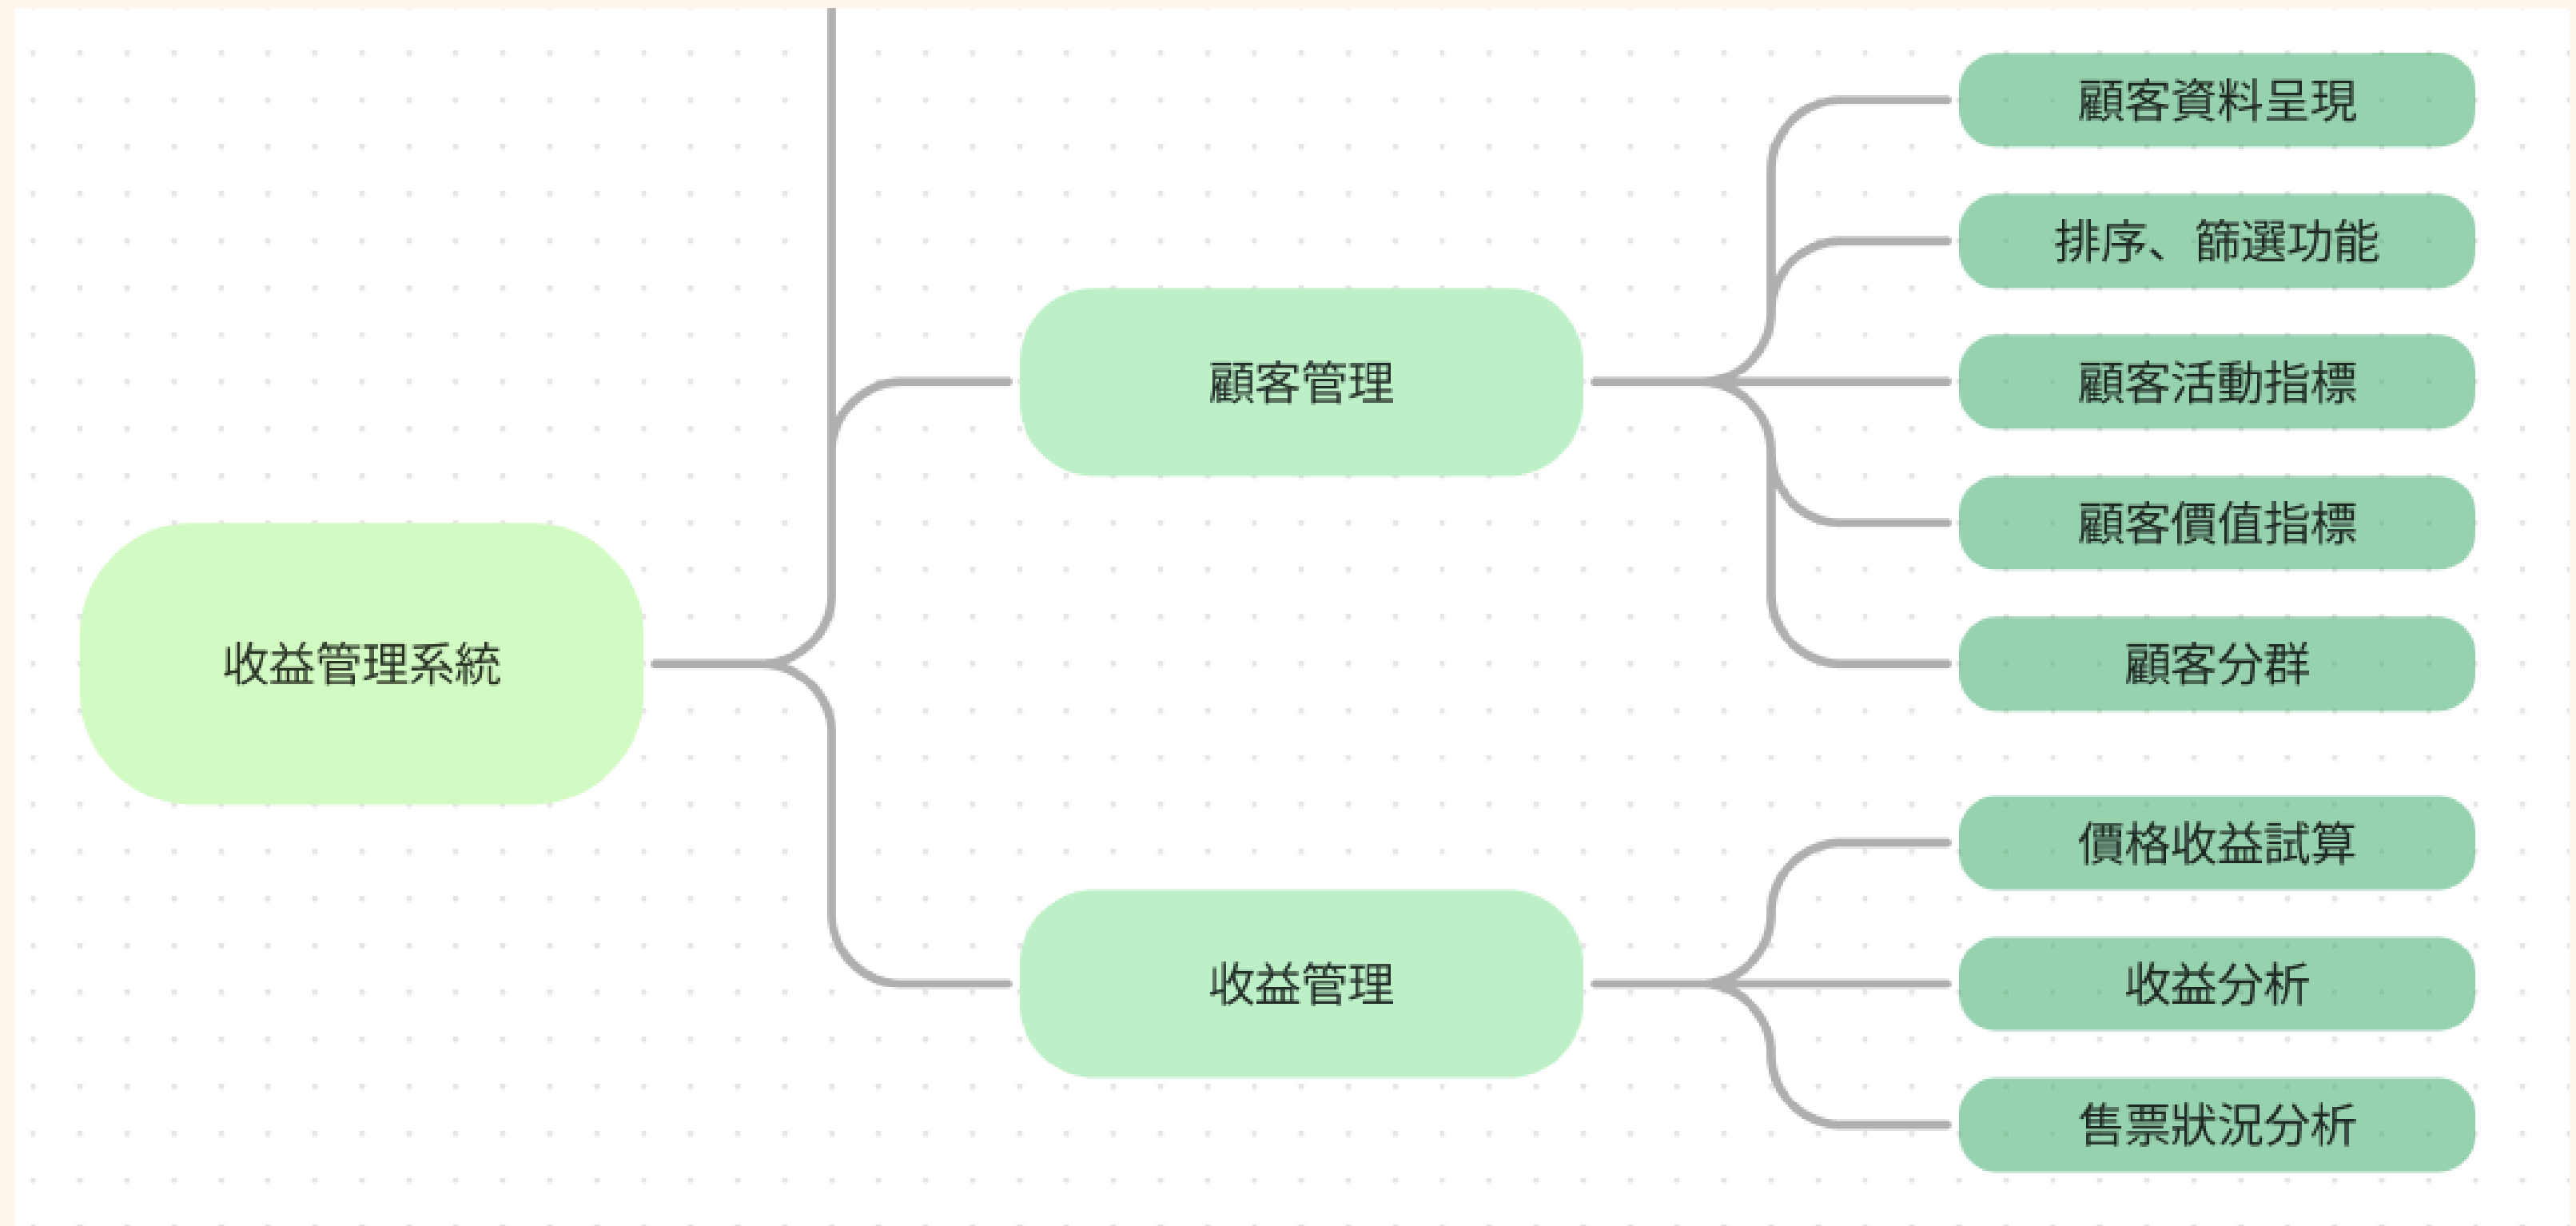 收益管理系統
顧客管理
顧客資料呈現
排序、篩選功能
顧客活動指標
顧客價值指標
顧客分群
收益管理
價格收益試算
收益分析
售票狀況分析